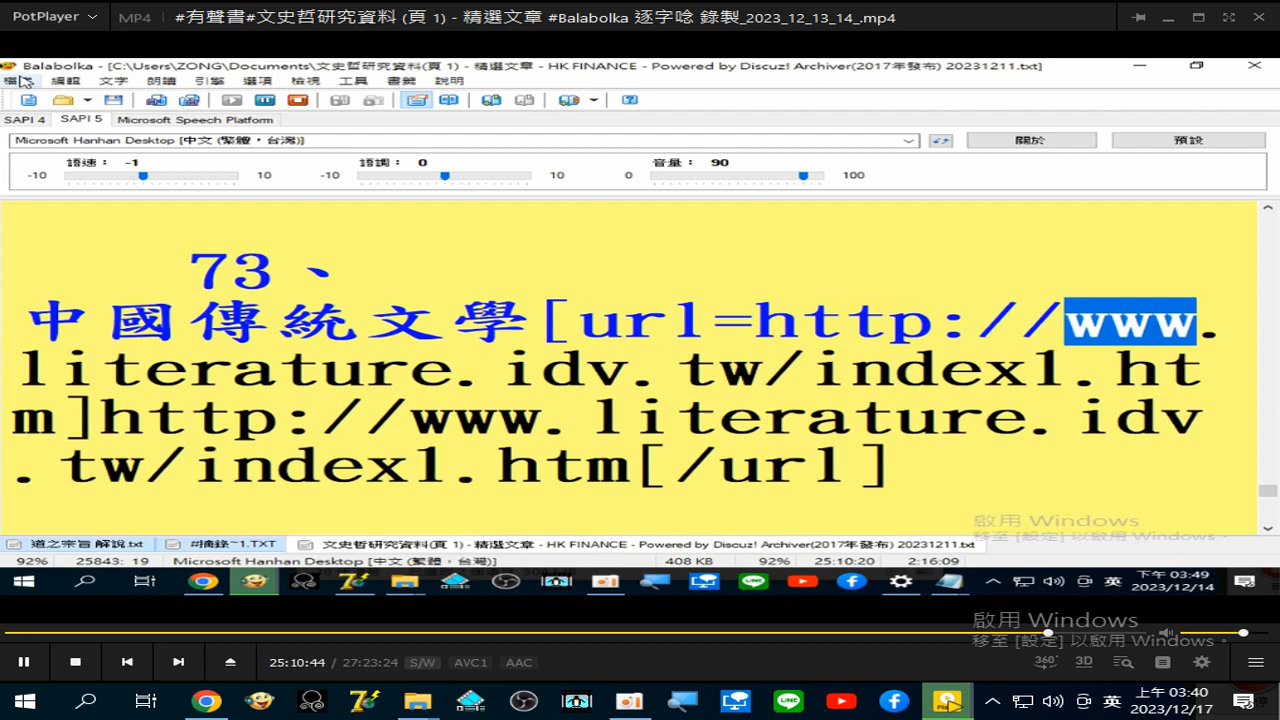 PotPlayer
MP4
#有聲書#文史哲研究資料 (頁 1) - 精選文章 #Balabolka 逐字唸 錄製_2023_12_13_14_.mp4
Balabolka - [C:\Users\ZONG\Documents\文史哲研究資料(頁 1) - 精選文章 - HK FINANCE - Powered by Discuz! Archiver(2017年發布) 20231211.txt]
檔案 編輯 文字 朗讀 引擎 選項 檢視 工具 書籤 說明
SAPI 4 SAPI 5 Microsoft Speech Platform
Microsoft Hanhan Desktop [中文 (繁體，台灣)] 關於 預設
語速： -1 語調： 0 音量： 90
-10 10 -10 10 0 100
73、
中國傳統文學[url=http://www.
literature.idv.tw/index1.ht
m]http://www.literature.idv
.tw/index1.htm[/url]
啟用 Windows
移至 [設定] 以啟用 Windows。
道之宗旨 解說.txt #摘錄~1.TXT 文史哲研究資料(頁 1) - 精選文章 - HK FINANCE - Powered by Discuz! Archiver(2017年發布) 20231211.txt
92% 25843: 19 Microsoft Hanhan Desktop [中文 (繁體，台灣)] 408 KB 92% 25:10:20 2:16:09
英 下午 03:49
2023/12/14
啟用 Windows
移至 [設定] 以啟用 Windows。
25:10:44 / 27:23:24 S/W AVC1 AAC 360° 3D
英 上午 03:40
2023/12/17